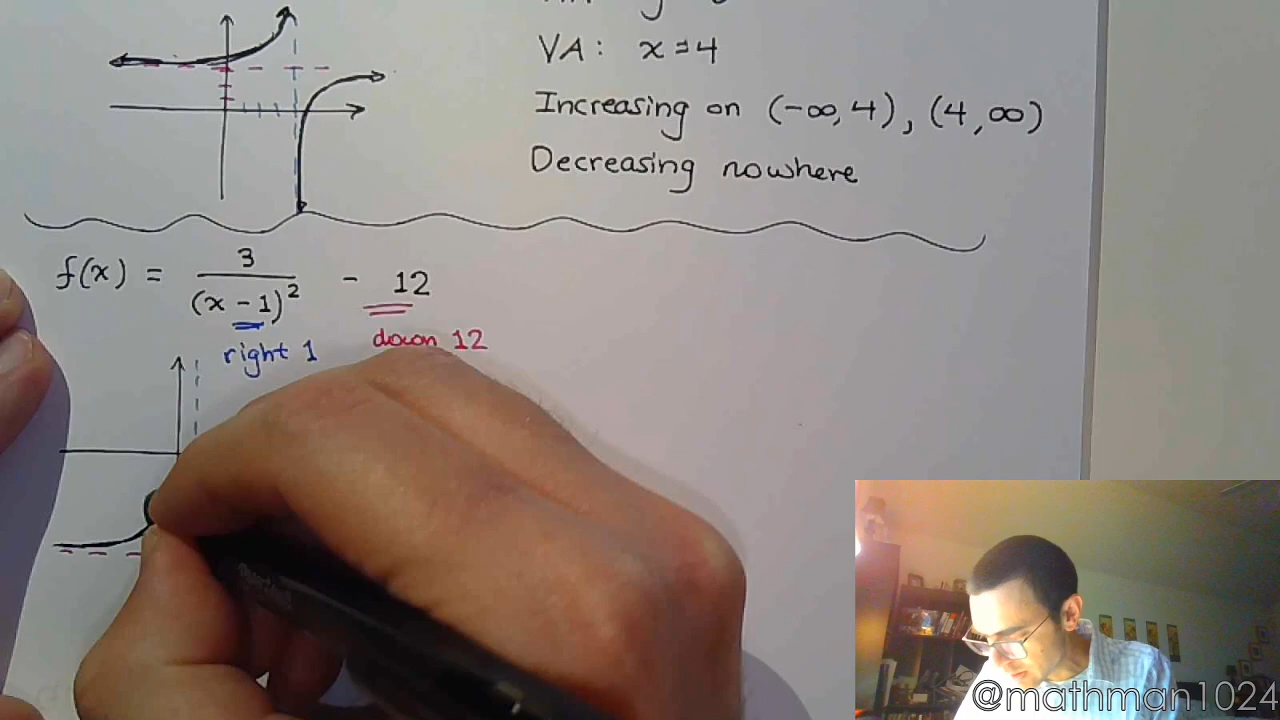 VA: x=4
Increasing on (-∞, 4), (4, ∞)
Decreasing nowhere
f(x) = 3/(x - 1)² - 12
right 1
down 12
@mathman1024